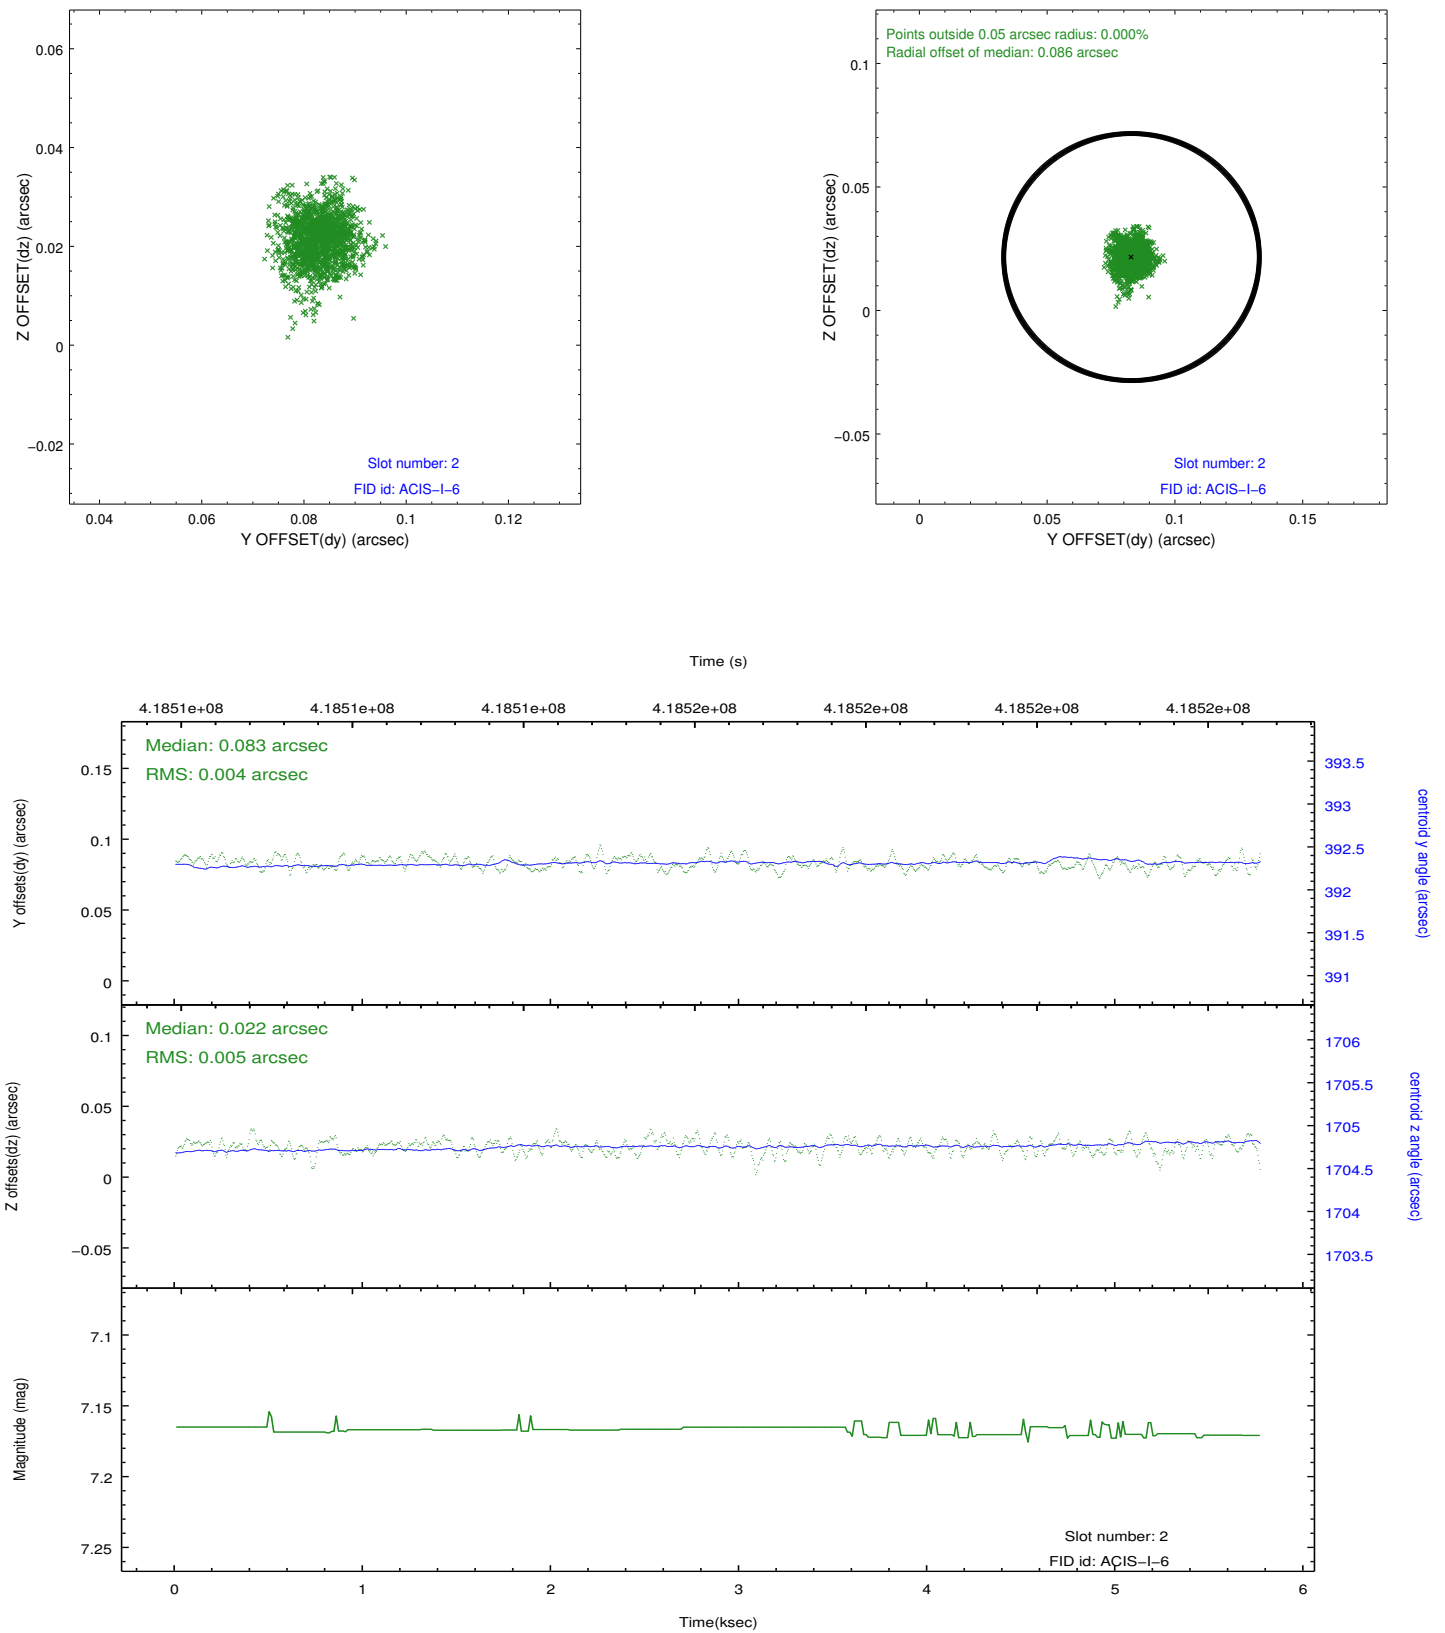 0.06
0.04
0.02
0
−0.02
Z OFFSET(dz) (arcsec)
Slot number: 2
FID id: ACIS−I−6
0.04 0.06 0.08 0.1 0.12
Y OFFSET(dy) (arcsec)
Points outside 0.05 arcsec radius: 0.000%
Radial offset of median: 0.086 arcsec
0.1
0.05
0
−0.05
Z OFFSET(dz) (arcsec)
Slot number: 2
FID id: ACIS−I−6
0 0.05 0.1 0.15
Y OFFSET(dy) (arcsec)
Time (s)
4.1851e+08 4.1851e+08 4.1851e+08 4.1852e+08 4.1852e+08 4.1852e+08 4.1852e+08
Median: 0.083 arcsec
RMS: 0.004 arcsec
0.15
0.1
0.05
0
Y offsets(dy) (arcsec)
393.5
393
392.5
392
391.5
391
centroid y angle (arcsec)
Median: 0.022 arcsec
RMS: 0.005 arcsec
0.1
0.05
0
−0.05
Z offsets(dz) (arcsec)
1706
1705.5
1705
1704.5
1704
1703.5
centroid z angle (arcsec)
7.1
7.15
7.2
7.25
Magnitude (mag)
Slot number: 2
FID id: ACIS−I−6
0 1 2 3 4 5 6
Time(ksec)